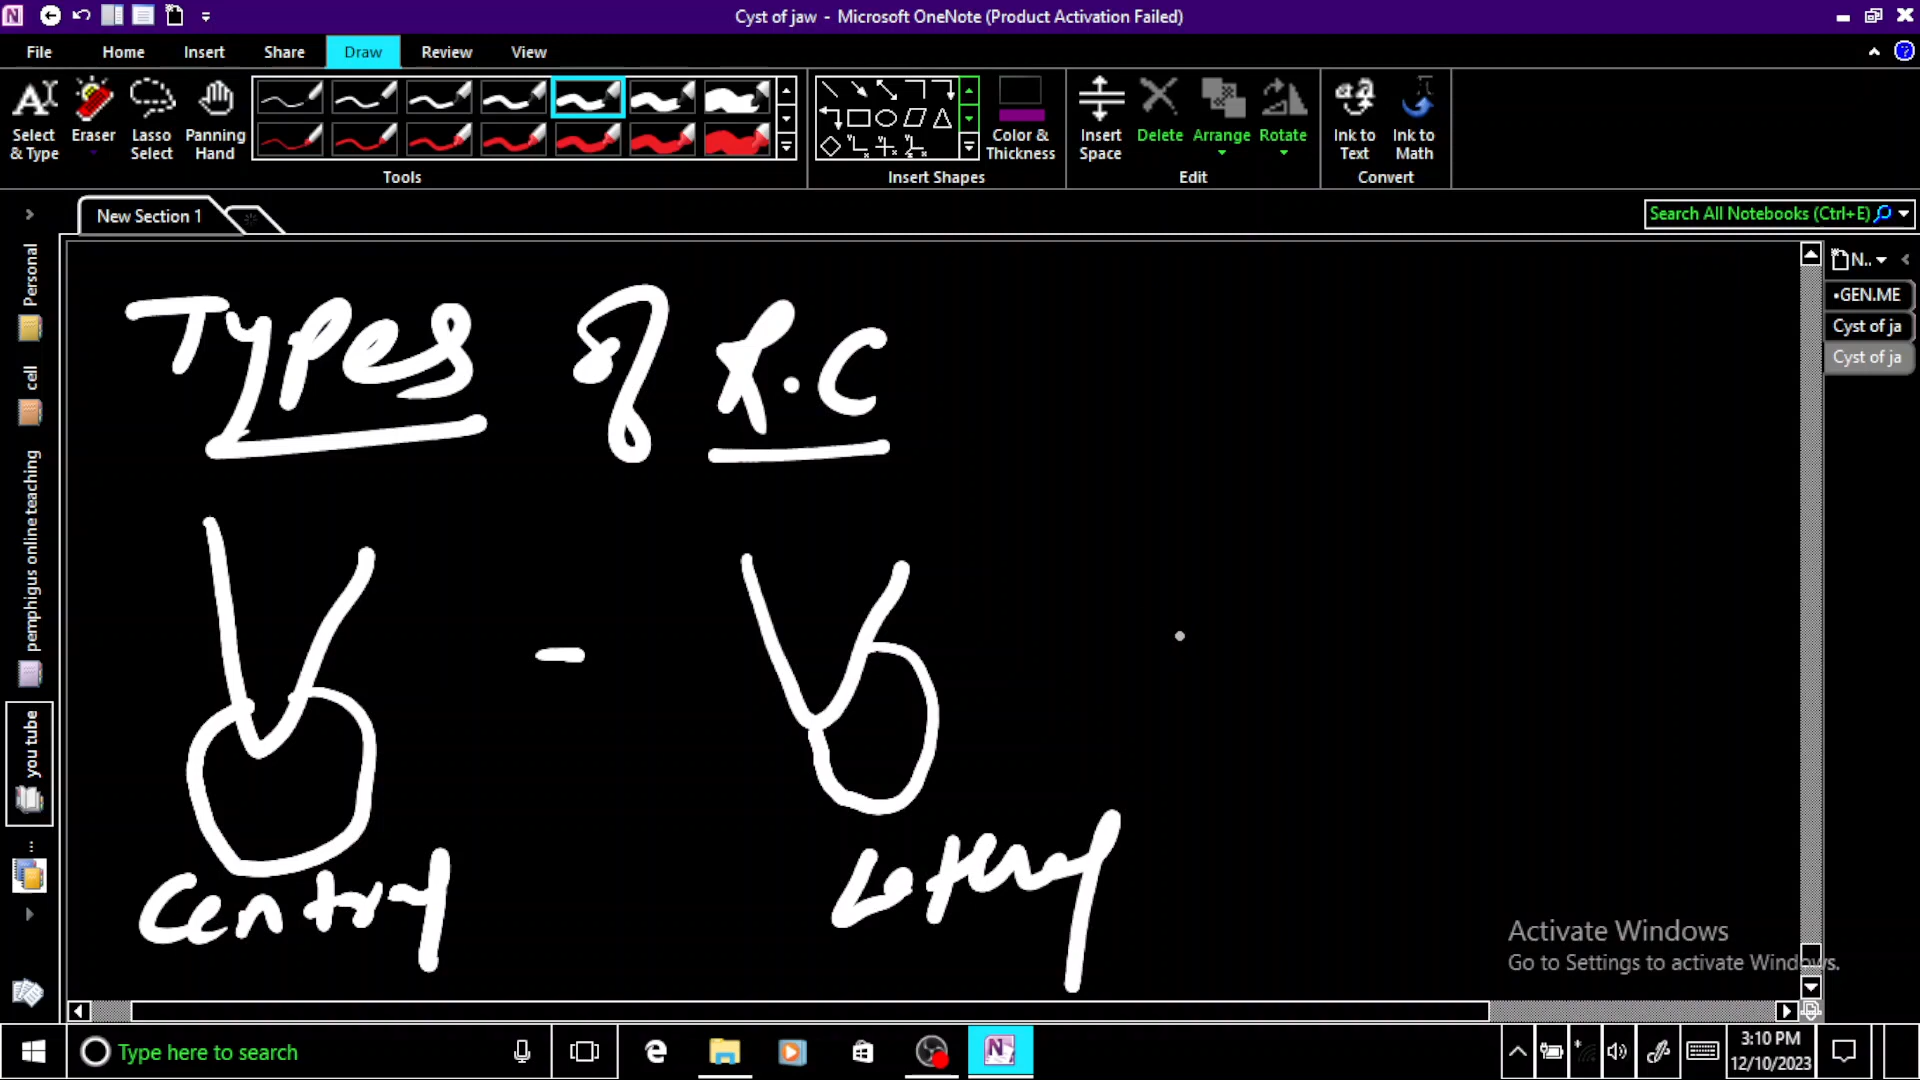 Cyst of jaw - Microsoft OneNote (Product Activation Failed)
File Home Insert Share Draw Review View
Select & Type
Eraser
Lasso Select
Panning Hand
Color & Thickness
Insert Space
Delete
Arrange
Rotate
Ink to Text
Ink to Math
Tools Insert Shapes Edit Convert
New Section 1
Search All Notebooks (Ctrl+E)
N..
•GEN.ME
Cyst of ja
Cyst of ja
Personal
cell
pemphigus online teaching
you tube
Types of R.C
Activate Windows
Go to Settings to activate Windows.
Type here to search
3:10 PM
12/10/2023